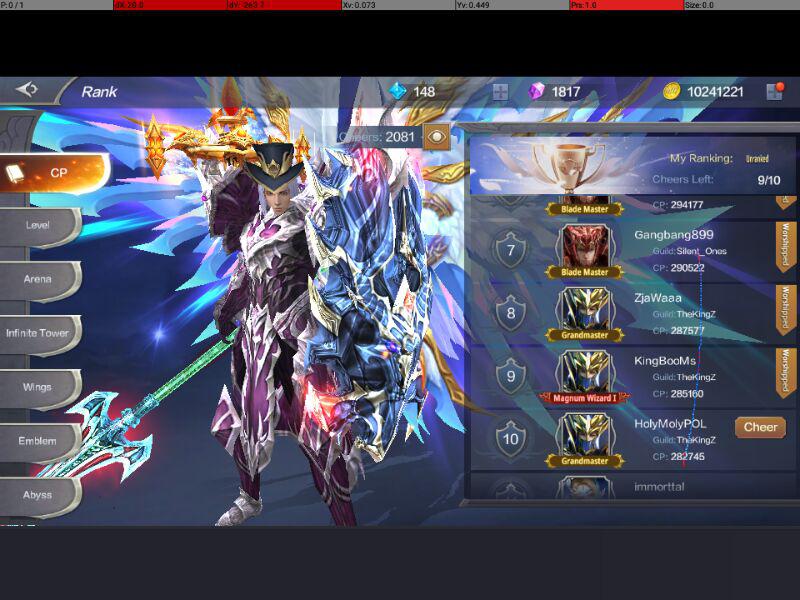 P: 0 / 1
dX: 20.0
dY: -263.7
Xv: 0.073
Yv: 0.449
Prs: 1.0
Size: 0.0
Rank
148
1817
10241221
Cheers: 2081
CP
Level
Arena
Infinite Tower
Wings
Emblem
Abyss
My Ranking: Unranked
Cheers Left: 9/10
CP: 294177
Blade Master
7
Gangbang899
Guild: Silent_Ones
CP: 290522
Blade Master
Worshipped
8
ZjaWaaa
Guild: TheKingZ
CP: 287577
Grandmaster
Worshipped
9
KingBooMs
Guild: TheKingZ
CP: 285160
Magnum Wizard I
Worshipped
10
HolyMolyPOL
Guild: TheKingZ
CP: 282745
Grandmaster
Cheer
immorttal